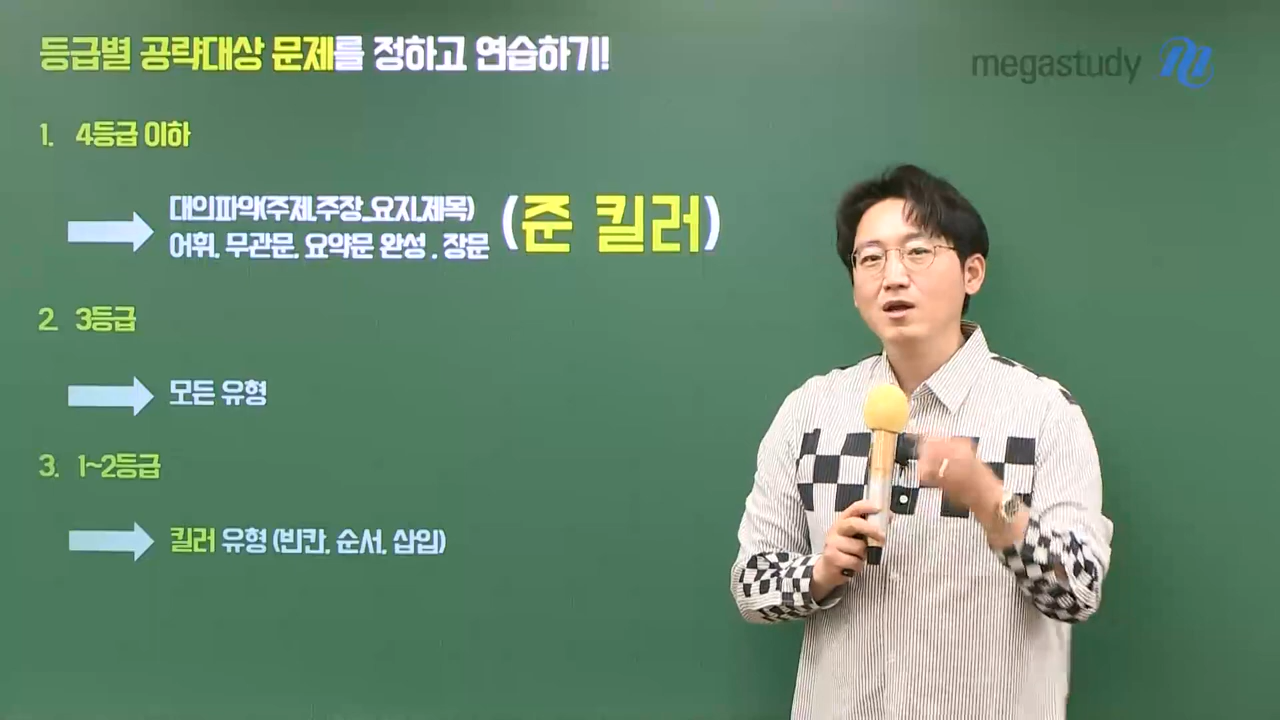 등급별 공략대상 문제를 정하고 연습하기!
megastudy
1. 4등급 이하
대의파악(주제,주장,요지,제목)
어휘, 무관문, 요약문 완성 , 장문
(준 킬러)
2. 3등급
모든 유형
3. 1~2등급
킬러 유형 (빈칸, 순서, 삽입)